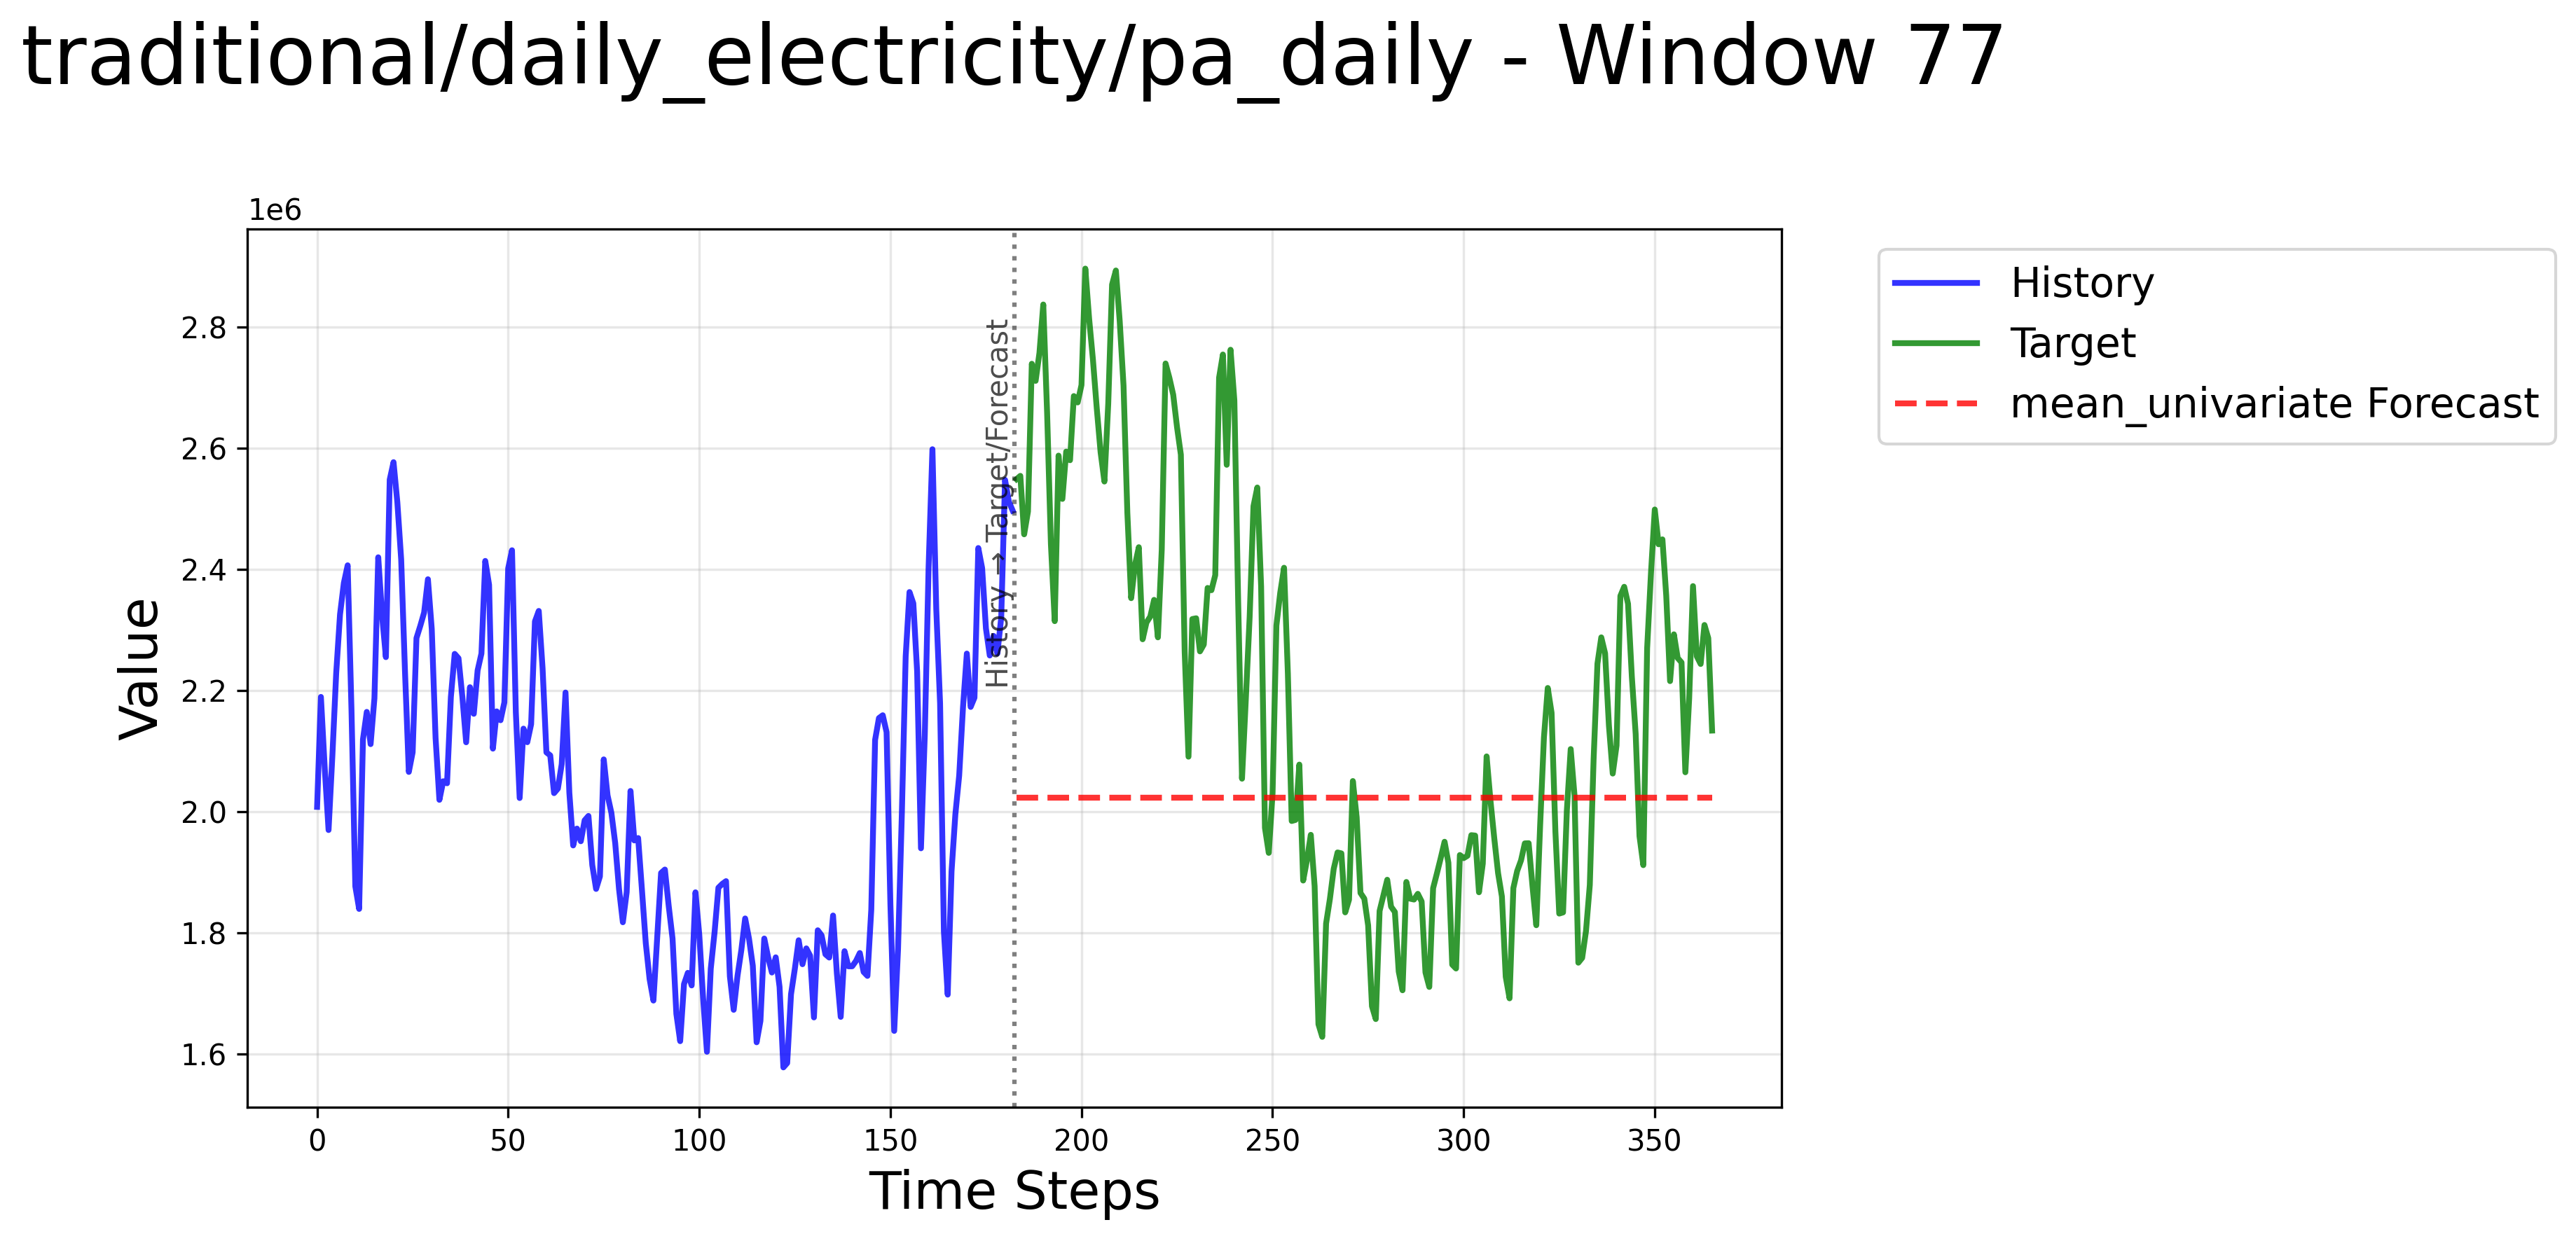 traditional/daily_electricity/pa_daily - Window 77
1e6
History
Target
mean_univariate Forecast
History → Target/Forecast
Value
2.8
2.6
2.4
2.2
2.0
1.8
1.6
0 50 100 150 200 250 300 350
Time Steps